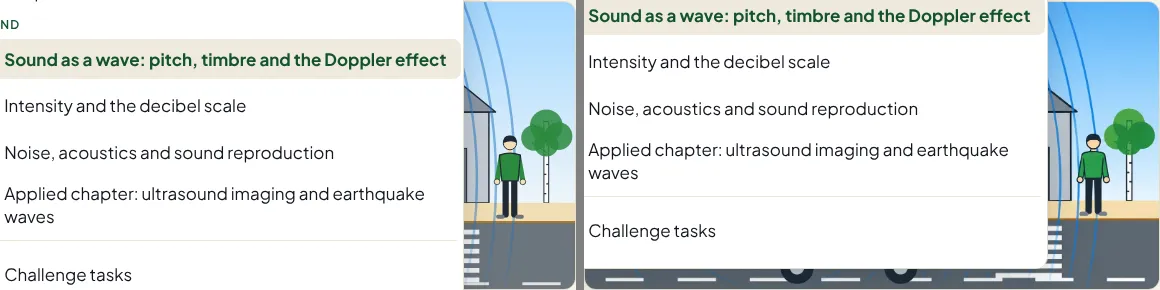 ND
Sound as a wave: pitch, timbre and the Doppler effect
Intensity and the decibel scale
Noise, acoustics and sound reproduction
Applied chapter: ultrasound imaging and earthquake
waves
Challenge tasks
Sound as a wave: pitch, timbre and the Doppler effect
Intensity and the decibel scale
Noise, acoustics and sound reproduction
Applied chapter: ultrasound imaging and earthquake
waves
Challenge tasks